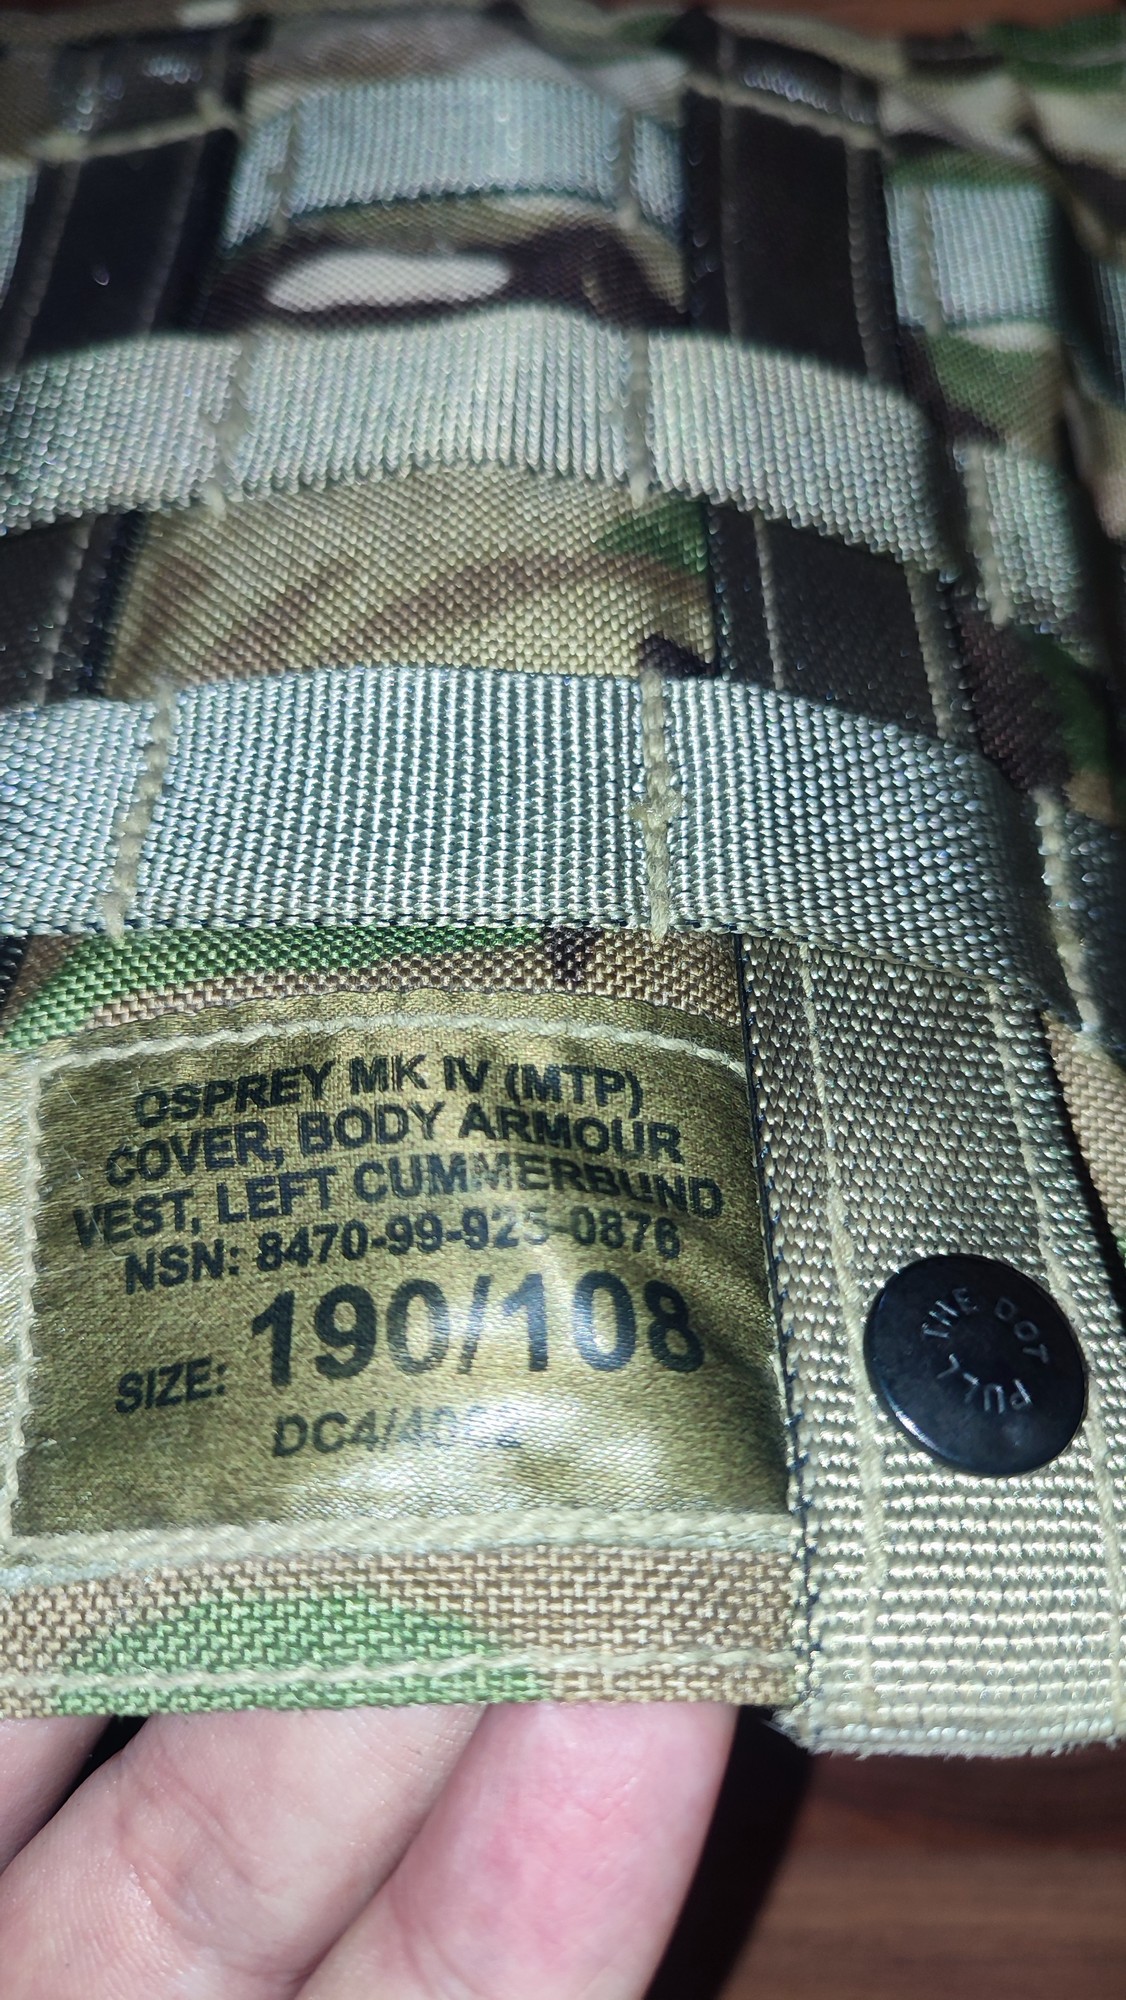 OSPREY MK IV (MTP)
COVER, BODY ARMOUR
VEST, LEFT CUMMERBUND
NSN: 8470-99-925-0876
SIZE: 190/108
PULL THE DOT